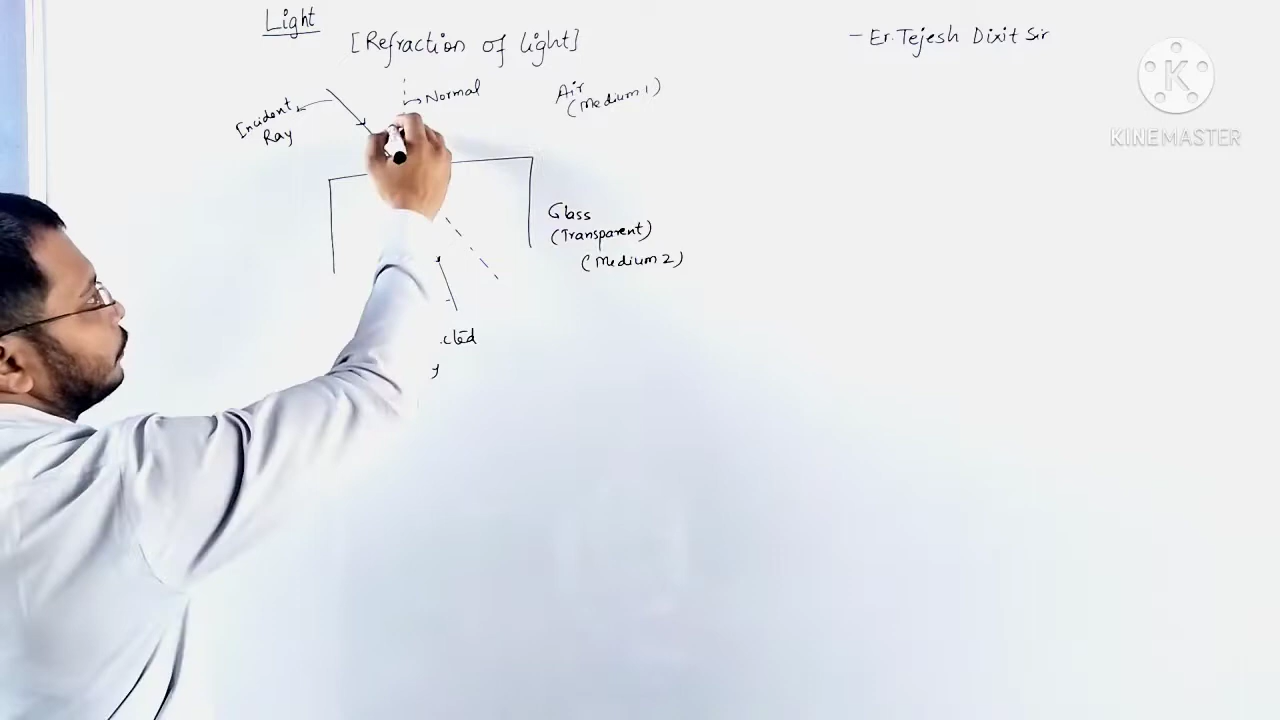 Light
[Refraction of light]
- Er. Tejesh Dixit Sir
KINEMASTER
Normal
Air
(Medium 1)
Incident
Ray
Glass
(Transparent)
(Medium 2)
cted
y